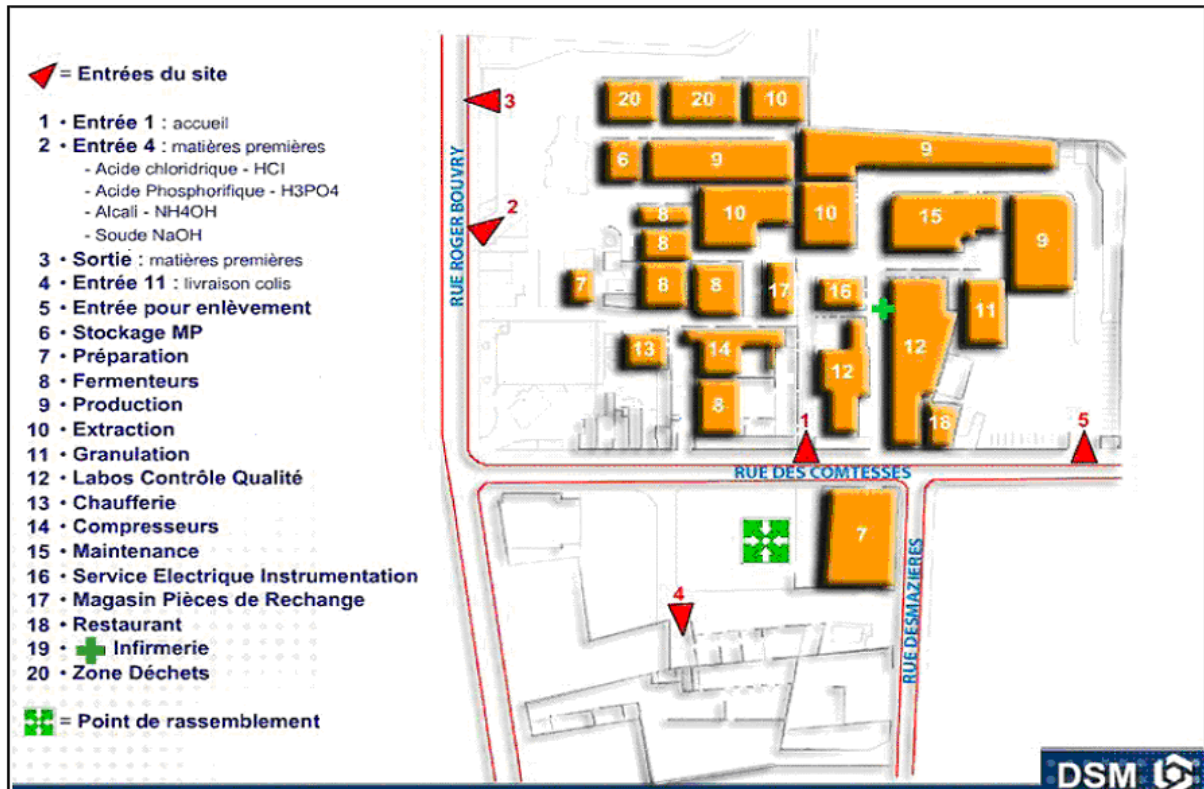 = Entrées du site
1 • Entrée 1 : accueil
2 • Entrée 4 : matières premières
- Acide chloridrique - HCl
- Acide Phosphorifique - H3PO4
- Alcali - NH4OH
- Soude NaOH
3 • Sortie : matières premières
4 • Entrée 11 : livraison colis
5 • Entrée pour enlèvement
6 • Stockage MP
7 • Préparation
8 • Fermenteurs
9 • Production
10 • Extraction
11 • Granulation
12 • Labos Contrôle Qualité
13 • Chaufferie
14 • Compresseurs
15 • Maintenance
16 • Service Electrique Instrumentation
17 • Magasin Pièces de Rechange
18 • Restaurant
19 • Infirmerie
20 • Zone Déchets
= Point de rassemblement
RUE ROGER BOUVRY
3
2
20 20 10
6 9 9
8 10 10 15
8 9
7 8 8 17 16 11
13 14 12 12
8 18
1
5
RUE DES COMTESSES
7
4
RUE DESMAZIERES
DSM